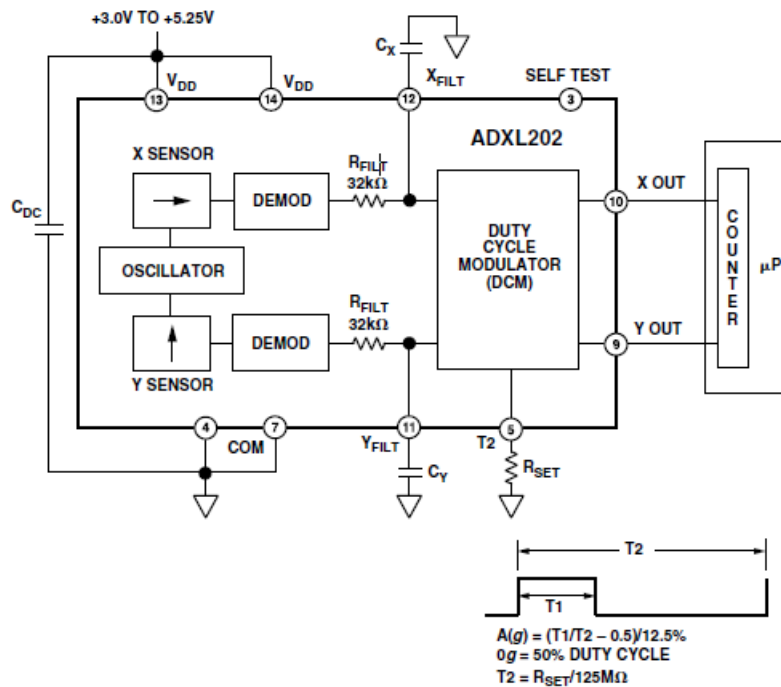 +3.0V TO +5.25V
CX
XFILT
SELF TEST
VDD
VDD
13
14
12
3
ADXL202
X SENSOR
RFILT
32kΩ
DEMOD
X OUT
10
CDC
OSCILLATOR
DUTY
CYCLE
MODULATOR
(DCM)
COUNTER
µP
RFILT
32kΩ
DEMOD
Y OUT
9
Y SENSOR
4
7
COM
YFILT
11
T2
5
CY
RSET
T2
T1
A(g) = (T1/T2 – 0.5)/12.5%
0g = 50% DUTY CYCLE
T2 = RSET/125MΩ